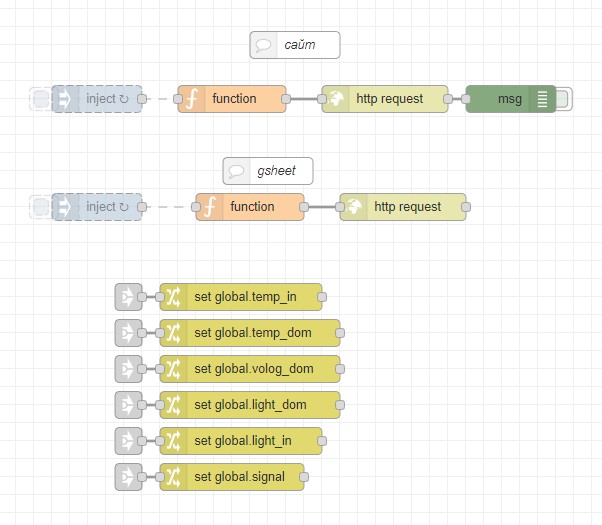 сайт
inject ↻
function
http request
msg
gsheet
inject ↻
function
http request
set global.temp_in
set global.temp_dom
set global.volog_dom
set global.light_dom
set global.light_in
set global.signal